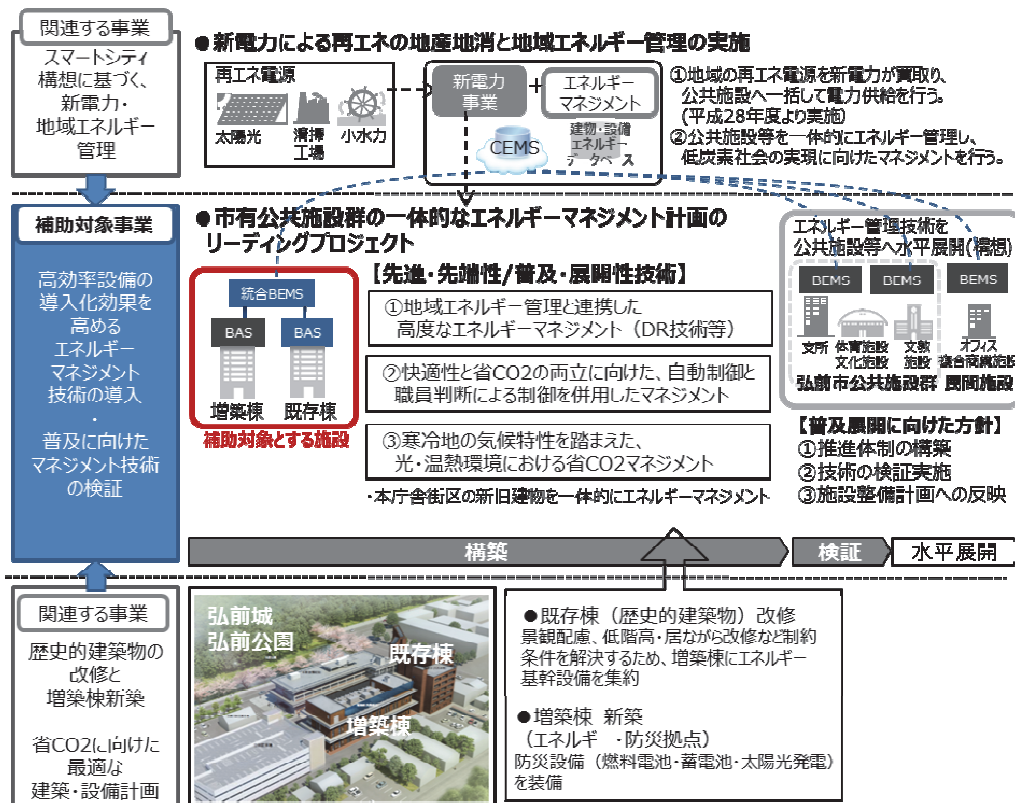 関連する事業
スマートシティ
構想に基づく、
新電力・
地域エネルギー
管理
●新電力による再エネの地産地消と地域エネルギー管理の実施
再エネ電源
太陽光
清掃
工場
小水力
新電力
事業
+
エネルギー
マネジメント
CEMS
建物・設備
エネルギー
データベース
①地域の再エネ電源を新電力が買取り、
公共施設へ一括して電力供給を行う。
(平成28年度より実施)
②公共施設等を一体的にエネルギー管理し、
低炭素社会の実現に向けたマネジメントを行う。
補助対象事業
高効率設備の
導入化効果を
高める
エネルギー
マネジメント
技術の導入
・
普及に向けた
マネジメント技術
の検証
●市有公共施設群の一体的なエネルギーマネジメント計画の
リーディングプロジェクト
統合BEMS
BAS
BAS
増築棟
既存棟
補助対象とする施設
【先進・先端性/普及・展開性技術】
①地域エネルギー管理と連携した
高度なエネルギーマネジメント（DR技術等）
②快適性と省CO2の両立に向けた、自動制御と
職員判断による制御を併用したマネジメント
③寒冷地の気候特性を踏まえた、
光・温熱環境における省CO2マネジメント
・本庁舎街区の新旧建物を一体的にエネルギーマネジメント
エネルギー管理技術を
公共施設等へ水平展開(構想)
BEMS
BEMS
BEMS
支所
体育施設
文化施設
文教
施設
オフィス
複合商業施設
弘前市公共施設群
民間施設
【普及展開に向けた方針】
①推進体制の構築
②技術の検証実施
③施設整備計画への反映
構築
検証
水平展開
関連する事業
歴史的建築物の
改修と
増築棟新築
省CO2に向けた
最適な
建築・設備計画
弘前城
弘前公園
既存棟
増築棟
●既存棟（歴史的建築物）改修
景観配慮、低階高・居ながら改修など制約
条件を解決するため、増築棟にエネルギー
基幹設備を集約
●増築棟 新築
（エネルギー・防災拠点）
防災設備（燃料電池・蓄電池・太陽光発電）
を装備